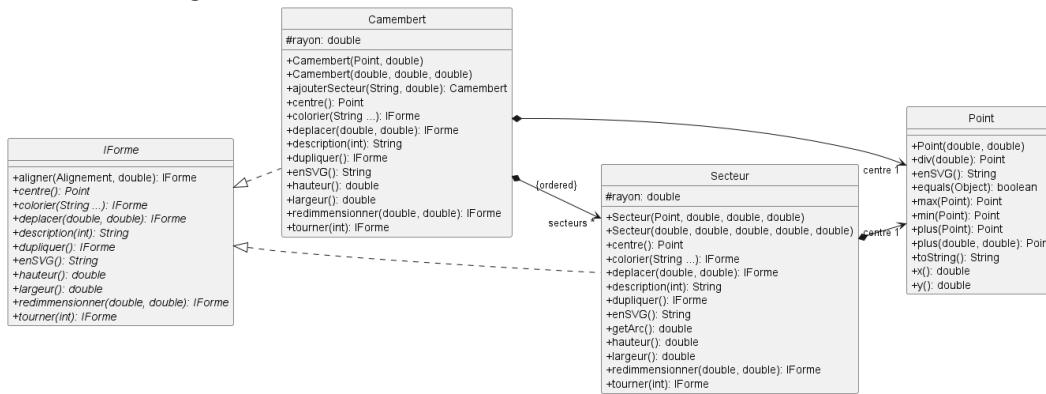 Camembert
#rayon: double
+Camembert(Point, double)
+Camembert(double, double, double)
+ajouterSecteur(String, double): Camembert
+centre(): Point
+colorier(String ...): IForme
+deplacer(double, double): IForme
+description(int): String
+dupliquer(): IForme
+enSVG(): String
+hauteur(): double
+largeur(): double
+redimmensionner(double, double): IForme
+tourner(int): IForme
IForme
+aligner(Alignement, double): IForme
+centre(): Point
+colorier(String ...): IForme
+deplacer(double, double): IForme
+description(int): String
+dupliquer(): IForme
+enSVG(): String
+hauteur(): double
+largeur(): double
+redimmensionner(double, double): IForme
+tourner(int): IForme
{ordered}
secteurs *
Secteur
#rayon: double
+Secteur(Point, double, double, double)
+Secteur(double, double, double, double, double)
+centre(): Point
+colorier(String ...): IForme
+deplacer(double, double): IForme
+description(int): String
+dupliquer(): IForme
+enSVG(): String
+getArc(): double
+hauteur(): double
+largeur(): double
+redimmensionner(double, double): IForme
+tourner(int): IForme
centre 1
centre 1
Point
+Point(double, double)
+div(double): Point
+enSVG(): String
+equals(Object): boolean
+max(Point): Point
+min(Point): Point
+plus(Point): Point
+plus(double, double): Poin
+toString(): String
+x(): double
+y(): double